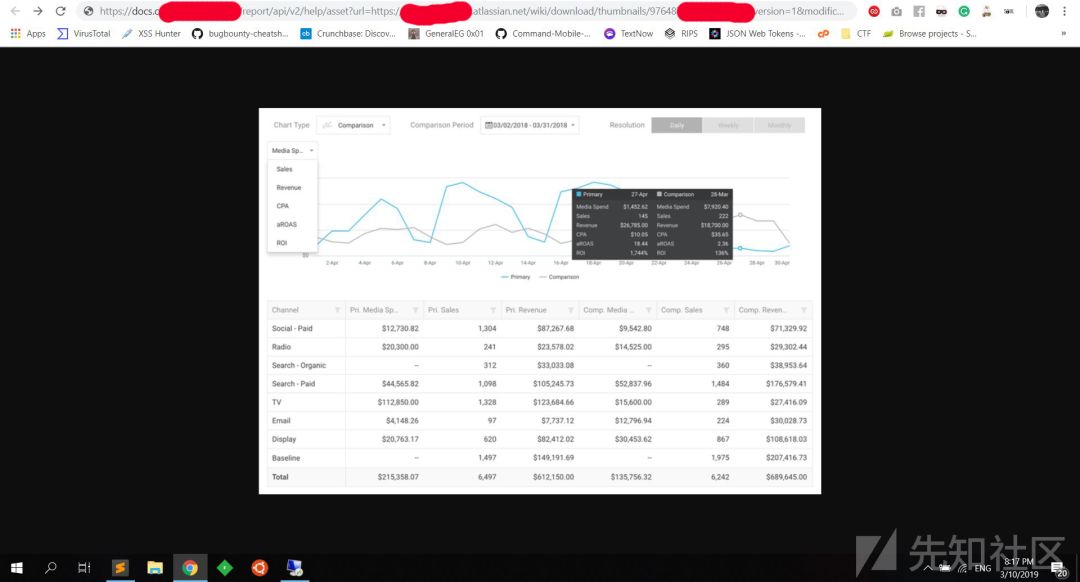 https://docs.c /report/api/v2/help/asset?url=https:/ atlassian.net/wiki/download/thumbnails/97648 version=1&modific...
Apps VirusTotal XSS Hunter bugbounty-cheatsh... Crunchbase: Discov... GeneralEG 0x01 Command-Mobile-... TextNow RIPS JSON Web Tokens -... CTF Browse projects - S... »
Chart Type Comparison Comparison Period 03/02/2018 - 03/31/2018 Resolution Daily Weekly Monthly
Media Sp...
Sales
Revenue
CPA
aROAS
ROI
$0
Primary 27-Apr Comparison 28-Mar
Media Spend $1,452.62 Media Spend $7,920.40
Sales 145 Sales 222
Revenue $26,785.00 Revenue $18,700.00
CPA $10.05 CPA $35.65
aROAS 18.44 aROAS 2.36
ROI 1,744% ROI 136%
2-Apr 4-Apr 6-Apr 8-Apr 10-Apr 12-Apr 14-Apr 16-Apr 18-Apr 20-Apr 22-Apr 24-Apr 26-Apr 28-Apr 30-Apr
Primary Comparison
Channel Pri. Media Sp... Pri. Sales Pri. Revenue Comp. Media ... Comp. Sales Comp. Reven...
Social - Paid $12,730.82 1,304 $87,267.68 $9,542.80 748 $71,329.92
Radio $20,300.00 241 $23,578.02 $14,525.00 295 $29,302.44
Search - Organic -- 312 $33,033.08 -- 360 $38,953.64
Search - Paid $44,565.82 1,098 $105,245.73 $52,837.96 1,484 $176,579.41
TV $112,850.00 1,328 $123,684.66 $15,600.00 289 $27,416.09
Email $4,148.26 97 $7,737.12 $12,796.94 224 $30,028.73
Display $20,763.17 620 $82,412.02 $30,453.62 867 $108,618.03
Baseline -- 1,497 $149,191.69 -- 1,975 $207,416.73
Total $215,358.07 6,497 $612,150.00 $135,756.32 6,242 $689,645.00
先知社区
ENG 8:17 PM
3/10/2019 20